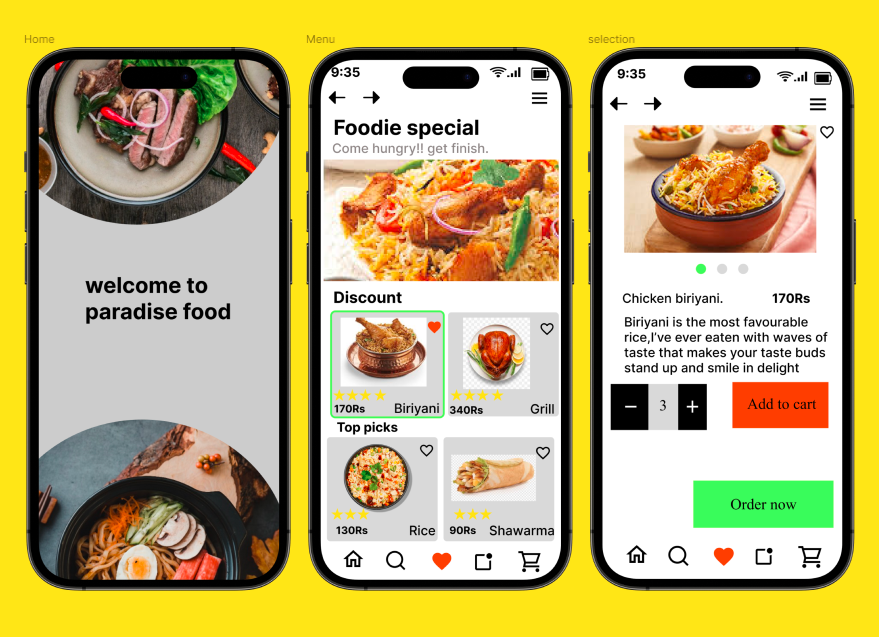 Home
Menu
selection
welcome to
paradise food
9:35
Foodie special
Come hungry!! get finish.
Discount
170Rs Biriyani
340Rs Grill
Top picks
130Rs Rice
90Rs Shawarma
9:35
Chicken biriyani. 170Rs
Biriyani is the most favourable
rice,I've ever eaten with waves of
taste that makes your taste buds
stand up and smile in delight
− 3 +
Add to cart
Order now